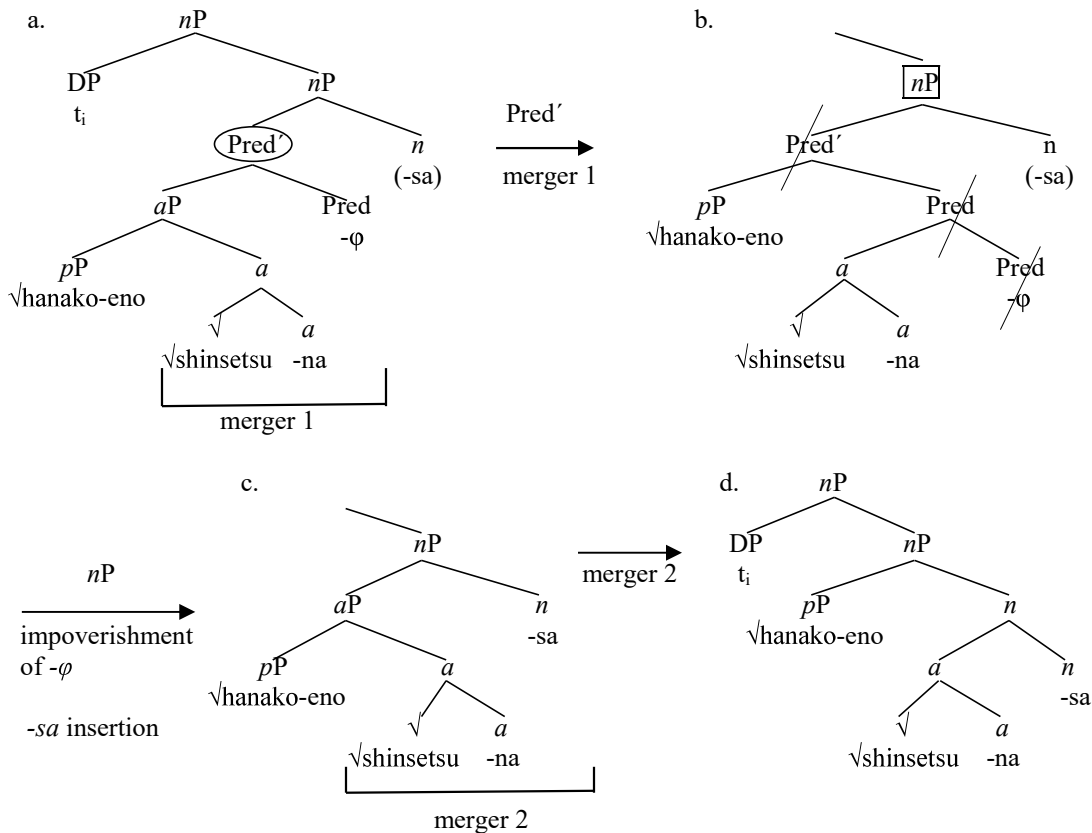 a. nP b.
DP nP nP
ti
Pred´ n Pred´ Pred´ n
(-sa) merger 1 (-sa)
aP Pred pP Pred
-φ √hanako-eno
pP a a Pred
√hanako-eno -φ
√ a √ a
√shinsetsu -na √shinsetsu -na
merger 1
c. d. nP
nP DP nP
nP merger 2 ti
aP n pP n
impoverishment -sa √hanako-eno
of -φ pP a a n
√hanako-eno -sa
-sa insertion √ a √ a
√shinsetsu -na √shinsetsu -na
merger 2